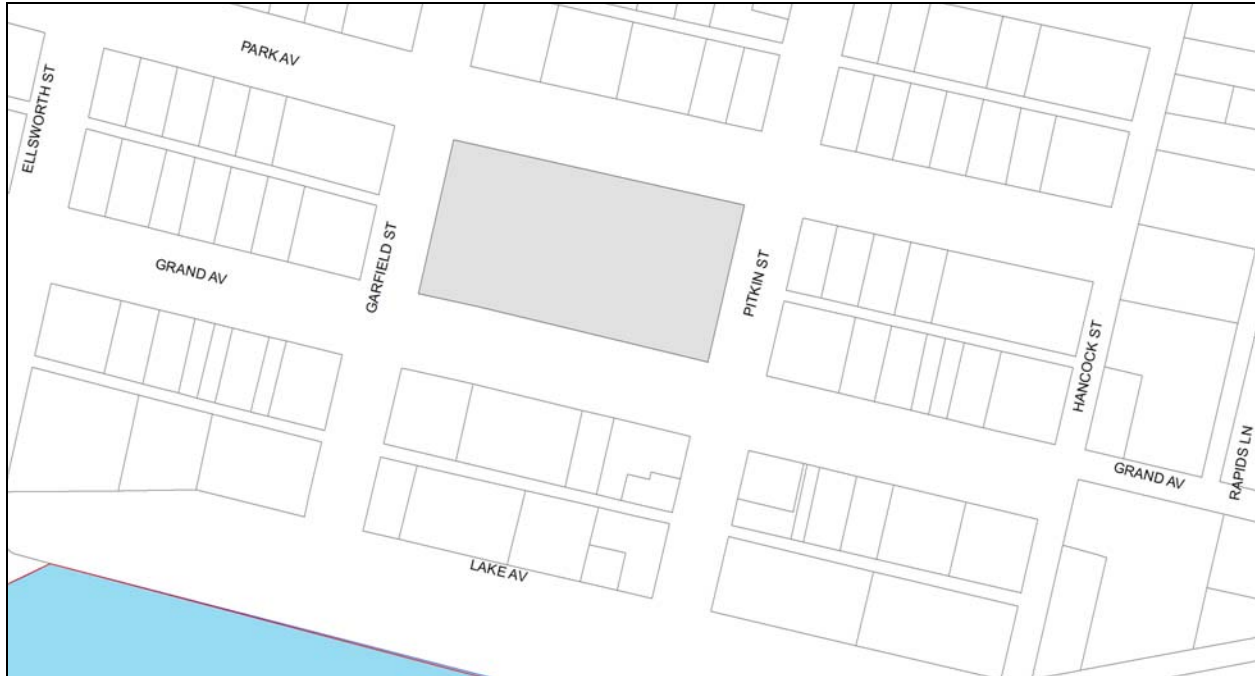 PARK AV
ELLSWORTH ST
GRAND AV
GARFIELD ST
PITKIN ST
HANCOCK ST
GRAND AV
RAPIDS LN
LAKE AV